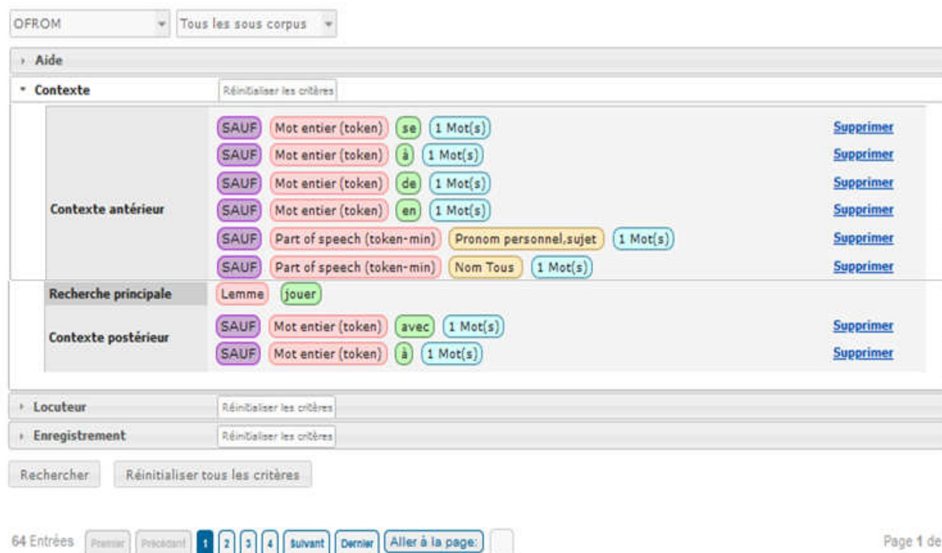 OFROM Tous les sous corpus
Aide
Contexte Réinitialiser les critères
SAUF Mot entier (token) se 1 Mot(s) Supprimer
SAUF Mot entier (token) à 1 Mot(s) Supprimer
SAUF Mot entier (token) de 1 Mot(s) Supprimer
Contexte antérieur SAUF Mot entier (token) en 1 Mot(s) Supprimer
SAUF Part of speech (token-min) Pronom personnel,sujet 1 Mot(s) Supprimer
SAUF Part of speech (token-min) Nom Tous 1 Mot(s) Supprimer
Recherche principale Lemme jouer
Contexte postérieur SAUF Mot entier (token) avec 1 Mot(s) Supprimer
SAUF Mot entier (token) à 1 Mot(s) Supprimer
Locuteur Réinitialiser les critères
Enregistrement Réinitialiser les critères
Rechercher Réinitialiser tous les critères
64 Entrées Premier Précédant 1 2 3 4 Suivant Dernier Aller à la page: Page 1 de